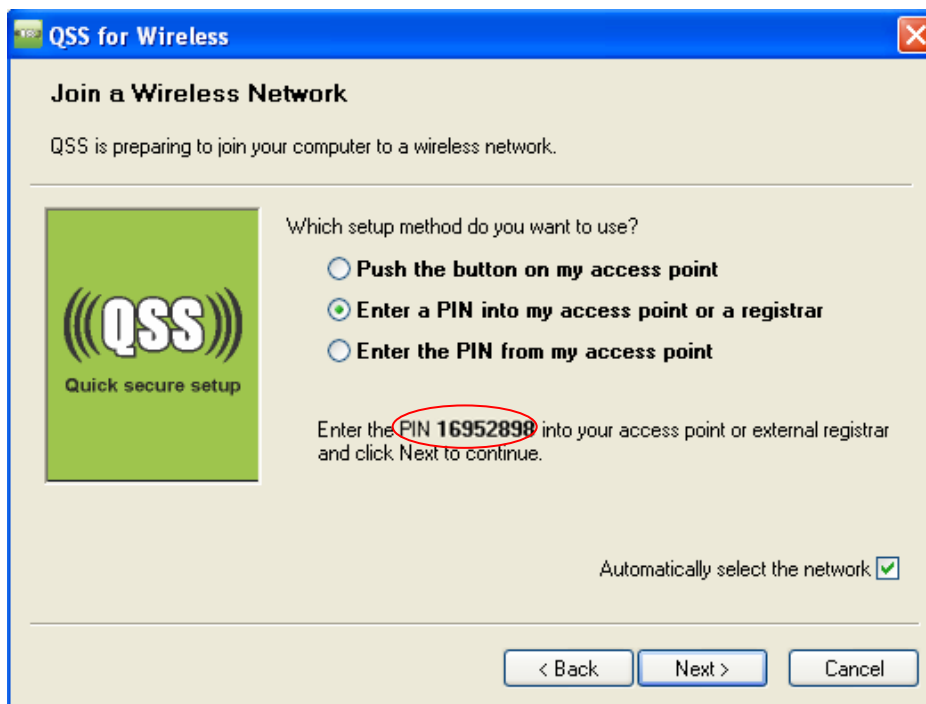 QSS for Wireless
Join a Wireless Network
QSS is preparing to join your computer to a wireless network.
Which setup method do you want to use?
Push the button on my access point
Enter a PIN into my access point or a registrar
Enter the PIN from my access point
(((QSS)))
Quick secure setup
Enter the PIN 16952898 into your access point or external registrar
and click Next to continue.
Automatically select the network
< Back Next > Cancel